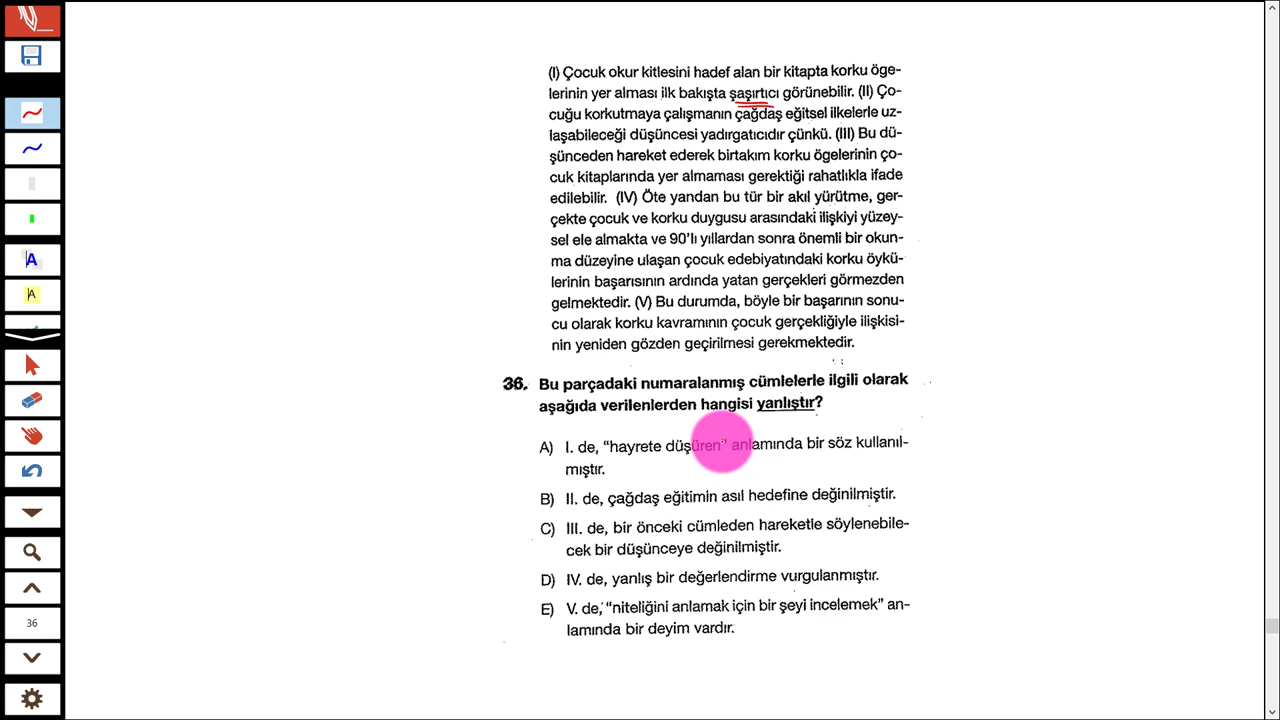 (I) Çocuk okur kitlesini hedef alan bir kitapta korku öge-
lerinin yer alması ilk bakışta şaşırtıcı görünebilir. (II) Ço-
cuğu korkutmaya çalışmanın çağdaş eğitsel ilkelerle uz-
laşabileceği düşüncesi yadırgatıcıdır çünkü. (III) Bu dü-
şünceden hareket ederek birtakım korku ögelerinin ço-
cuk kitaplarında yer almaması gerektiği rahatlıkla ifade
edilebilir. (IV) Öte yandan bu tür bir akıl yürütme, ger-
çekte çocuk ve korku duygusu arasındaki ilişkiyi yüzey-
sel ele almakta ve 90'lı yıllardan sonra önemli bir okun-
ma düzeyine ulaşan çocuk edebiyatındaki korku öykü-
lerinin başarısının ardında yatan gerçekleri görmezden
gelmektedir. (V) Bu durumda, böyle bir başarının sonu-
cu olarak korku kavramının çocuk gerçekliğiyle ilişkisi-
nin yeniden gözden geçirilmesi gerekmektedir.
36. Bu parçadaki numaralanmış cümlelerle ilgili olarak
aşağıda verilenlerden hangisi yanlıştır?
A) I. de, "hayrete düşüren" anlamında bir söz kullanıl-
mıştır.
B) II. de, çağdaş eğitimin asıl hedefine değinilmiştir.
C) III. de, bir önceki cümleden hareketle söylenebile-
cek bir düşünceye değinilmiştir.
D) IV. de, yanlış bir değerlendirme vurgulanmıştır.
E) V. de, "niteliğini anlamak için bir şeyi incelemek" an-
lamında bir deyim vardır.
A
A
36